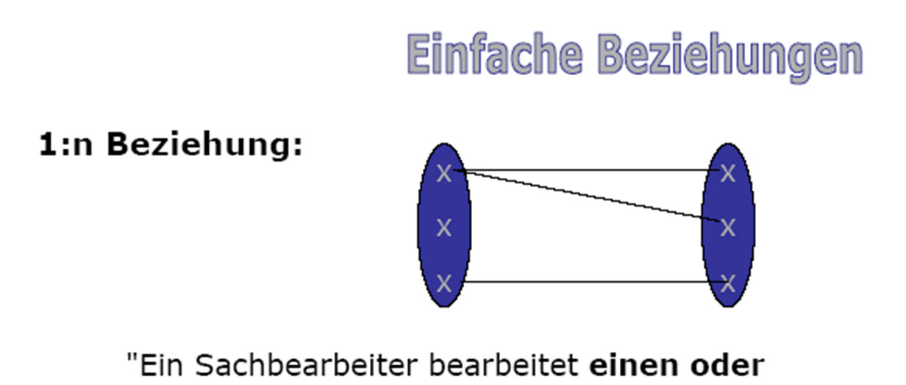 Einfache Beziehungen
1:n Beziehung:
x x
x x
x x
"Ein Sachbearbeiter bearbeitet einen oder